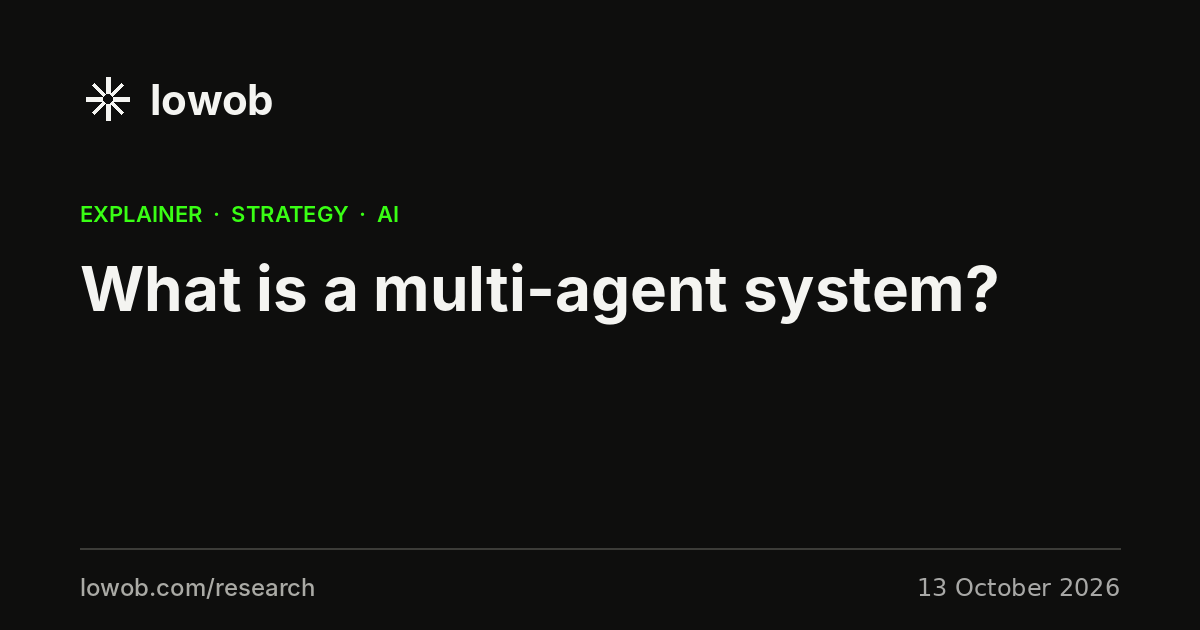 lowob
EXPLAINER · STRATEGY · AI
What is a multi-agent system?
lowob.com/research
13 October 2026